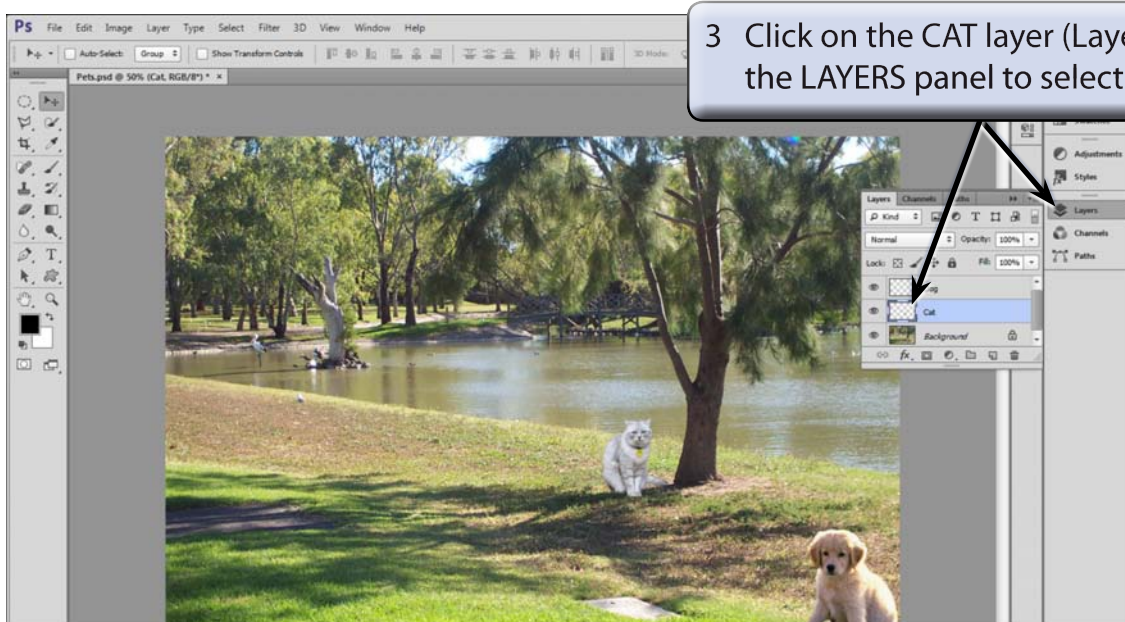 Ps File Edit Image Layer Type Select Filter 3D View Window Help
3 Click on the CAT layer (Laye
the LAYERS panel to select
Auto-Select: Group Show Transform Controls 3D Mode:
Pets.psd @ 50% (Cat, RGB/8*) * ×
Adjustments
Styles
Layers
Channels
Paths
Layers Channels
Kind
Normal Opacity: 100%
Lock: Fill: 100%
Cat
Background